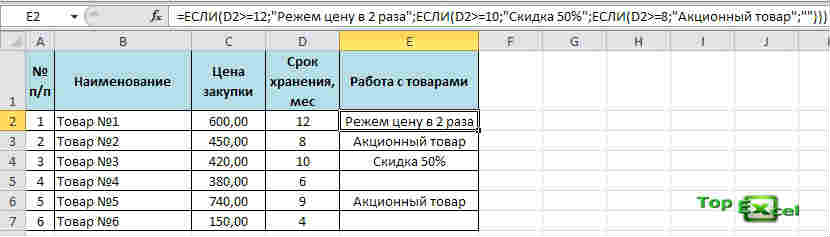 E2 fx =ЕСЛИ(D2>=12;"Режем цену в 2 раза";ЕСЛИ(D2>=10;"Скидка 50%";ЕСЛИ(D2>=8;"Акционный товар";"")))
A B C D E F G H I J
1 № п/п Наименование Цена закупки Срок хранения, мес Работа с товарами
2 1 Товар №1 600,00 12 Режем цену в 2 раза
3 2 Товар №2 450,00 8 Акционный товар
4 3 Товар №3 420,00 10 Скидка 50%
5 4 Товар №4 380,00 6
6 5 Товар №5 740,00 9 Акционный товар
7 6 Товар №6 150,00 4
Top Excel